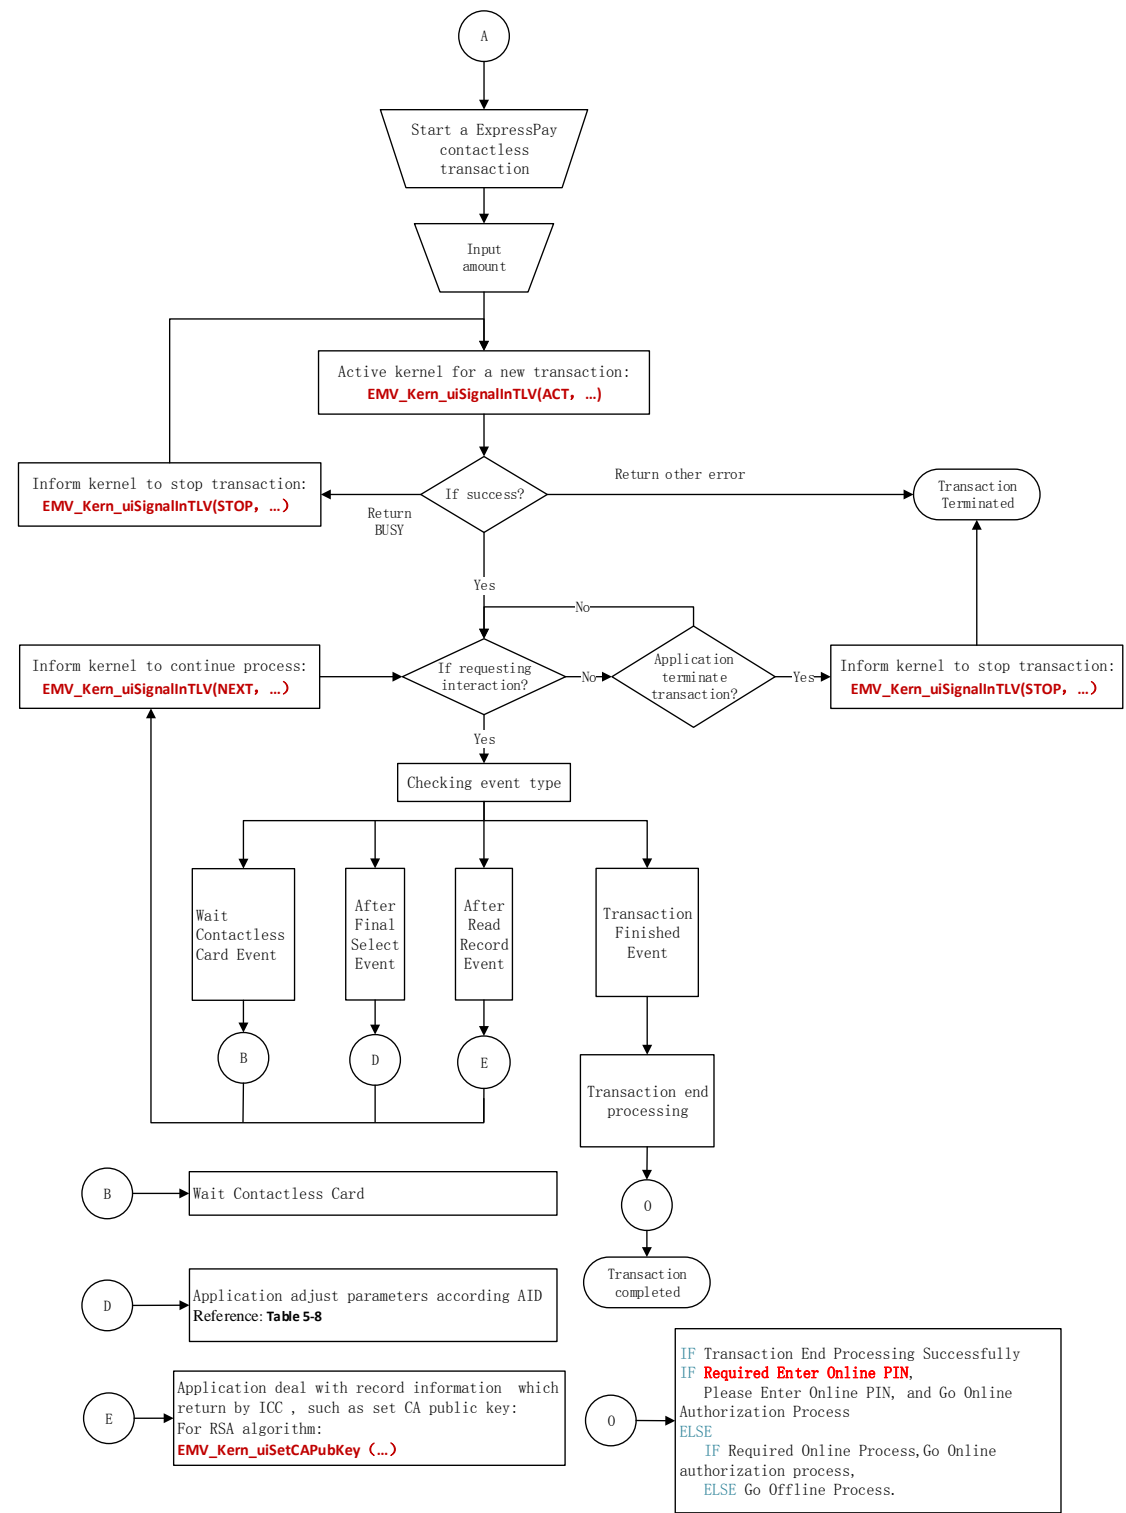 A
Start a ExpressPay
contactless
transaction
Input
amount
Active kernel for a new transaction:
EMV_Kern_uiSignalInTLV(ACT，…)
If success?
Return other error
Transaction
Terminated
Inform kernel to stop transaction:
EMV_Kern_uiSignalInTLV(STOP，…）
Return
BUSY
Yes
No
Inform kernel to continue process:
EMV_Kern_uiSignalInTLV(NEXT，…）
If requesting
interaction?
No
Application
terminate
transaction?
Yes
Inform kernel to stop transaction:
EMV_Kern_uiSignalInTLV(STOP，…）
Yes
Checking event type
Wait
Contactless
Card Event
After
Final
Select
Event
After
Read
Record
Event
Transaction
Finished
Event
B
D
E
Transaction end
processing
O
Transaction
completed
B
Wait Contactless Card
D
Application adjust parameters according AID
Reference: Table 5-8
E
Application deal with record information which
return by ICC , such as set CA public key:
For RSA algorithm:
EMV_Kern_uiSetCAPubKey（…）
O
IF Transaction End Processing Successfully
IF Required Enter Online PIN,
Please Enter Online PIN, and Go Online
Authorization Process
ELSE
IF Required Online Process,Go Online
authorization process,
ELSE Go Offline Process.